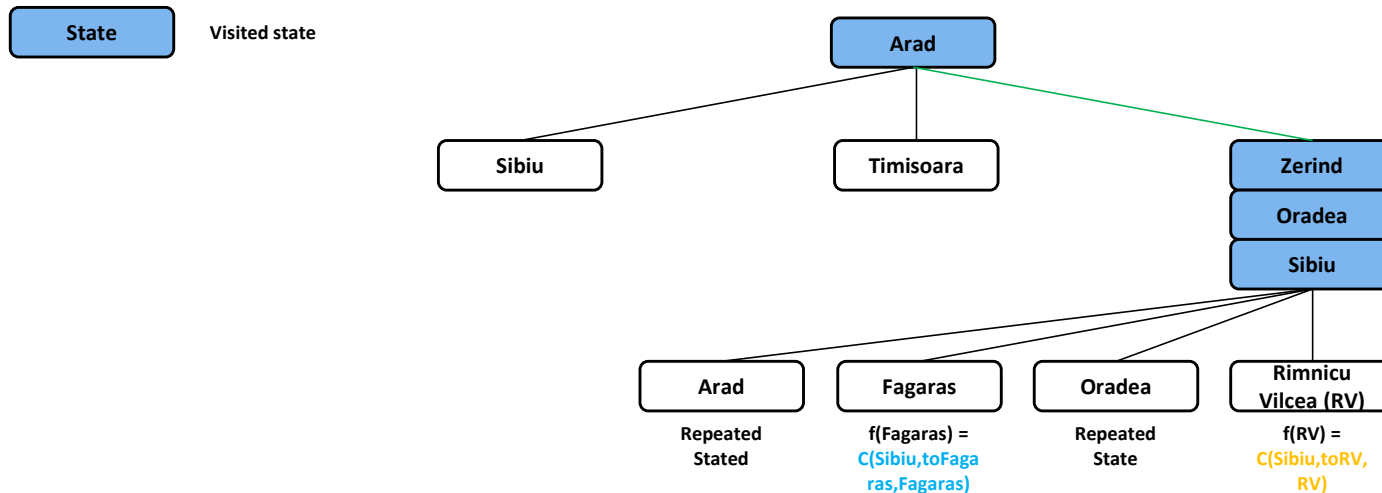 State
Visited state
Arad
Sibiu
Timisoara
Zerind
Oradea
Sibiu
Arad
Fagaras
Oradea
Rimnicu
Vilcea (RV)
Repeated
Stated
f(Fagaras) =
C(Sibiu,toFaga
ras,Fagaras)
Repeated
State
f(RV) =
C(Sibiu,toRV,
RV)